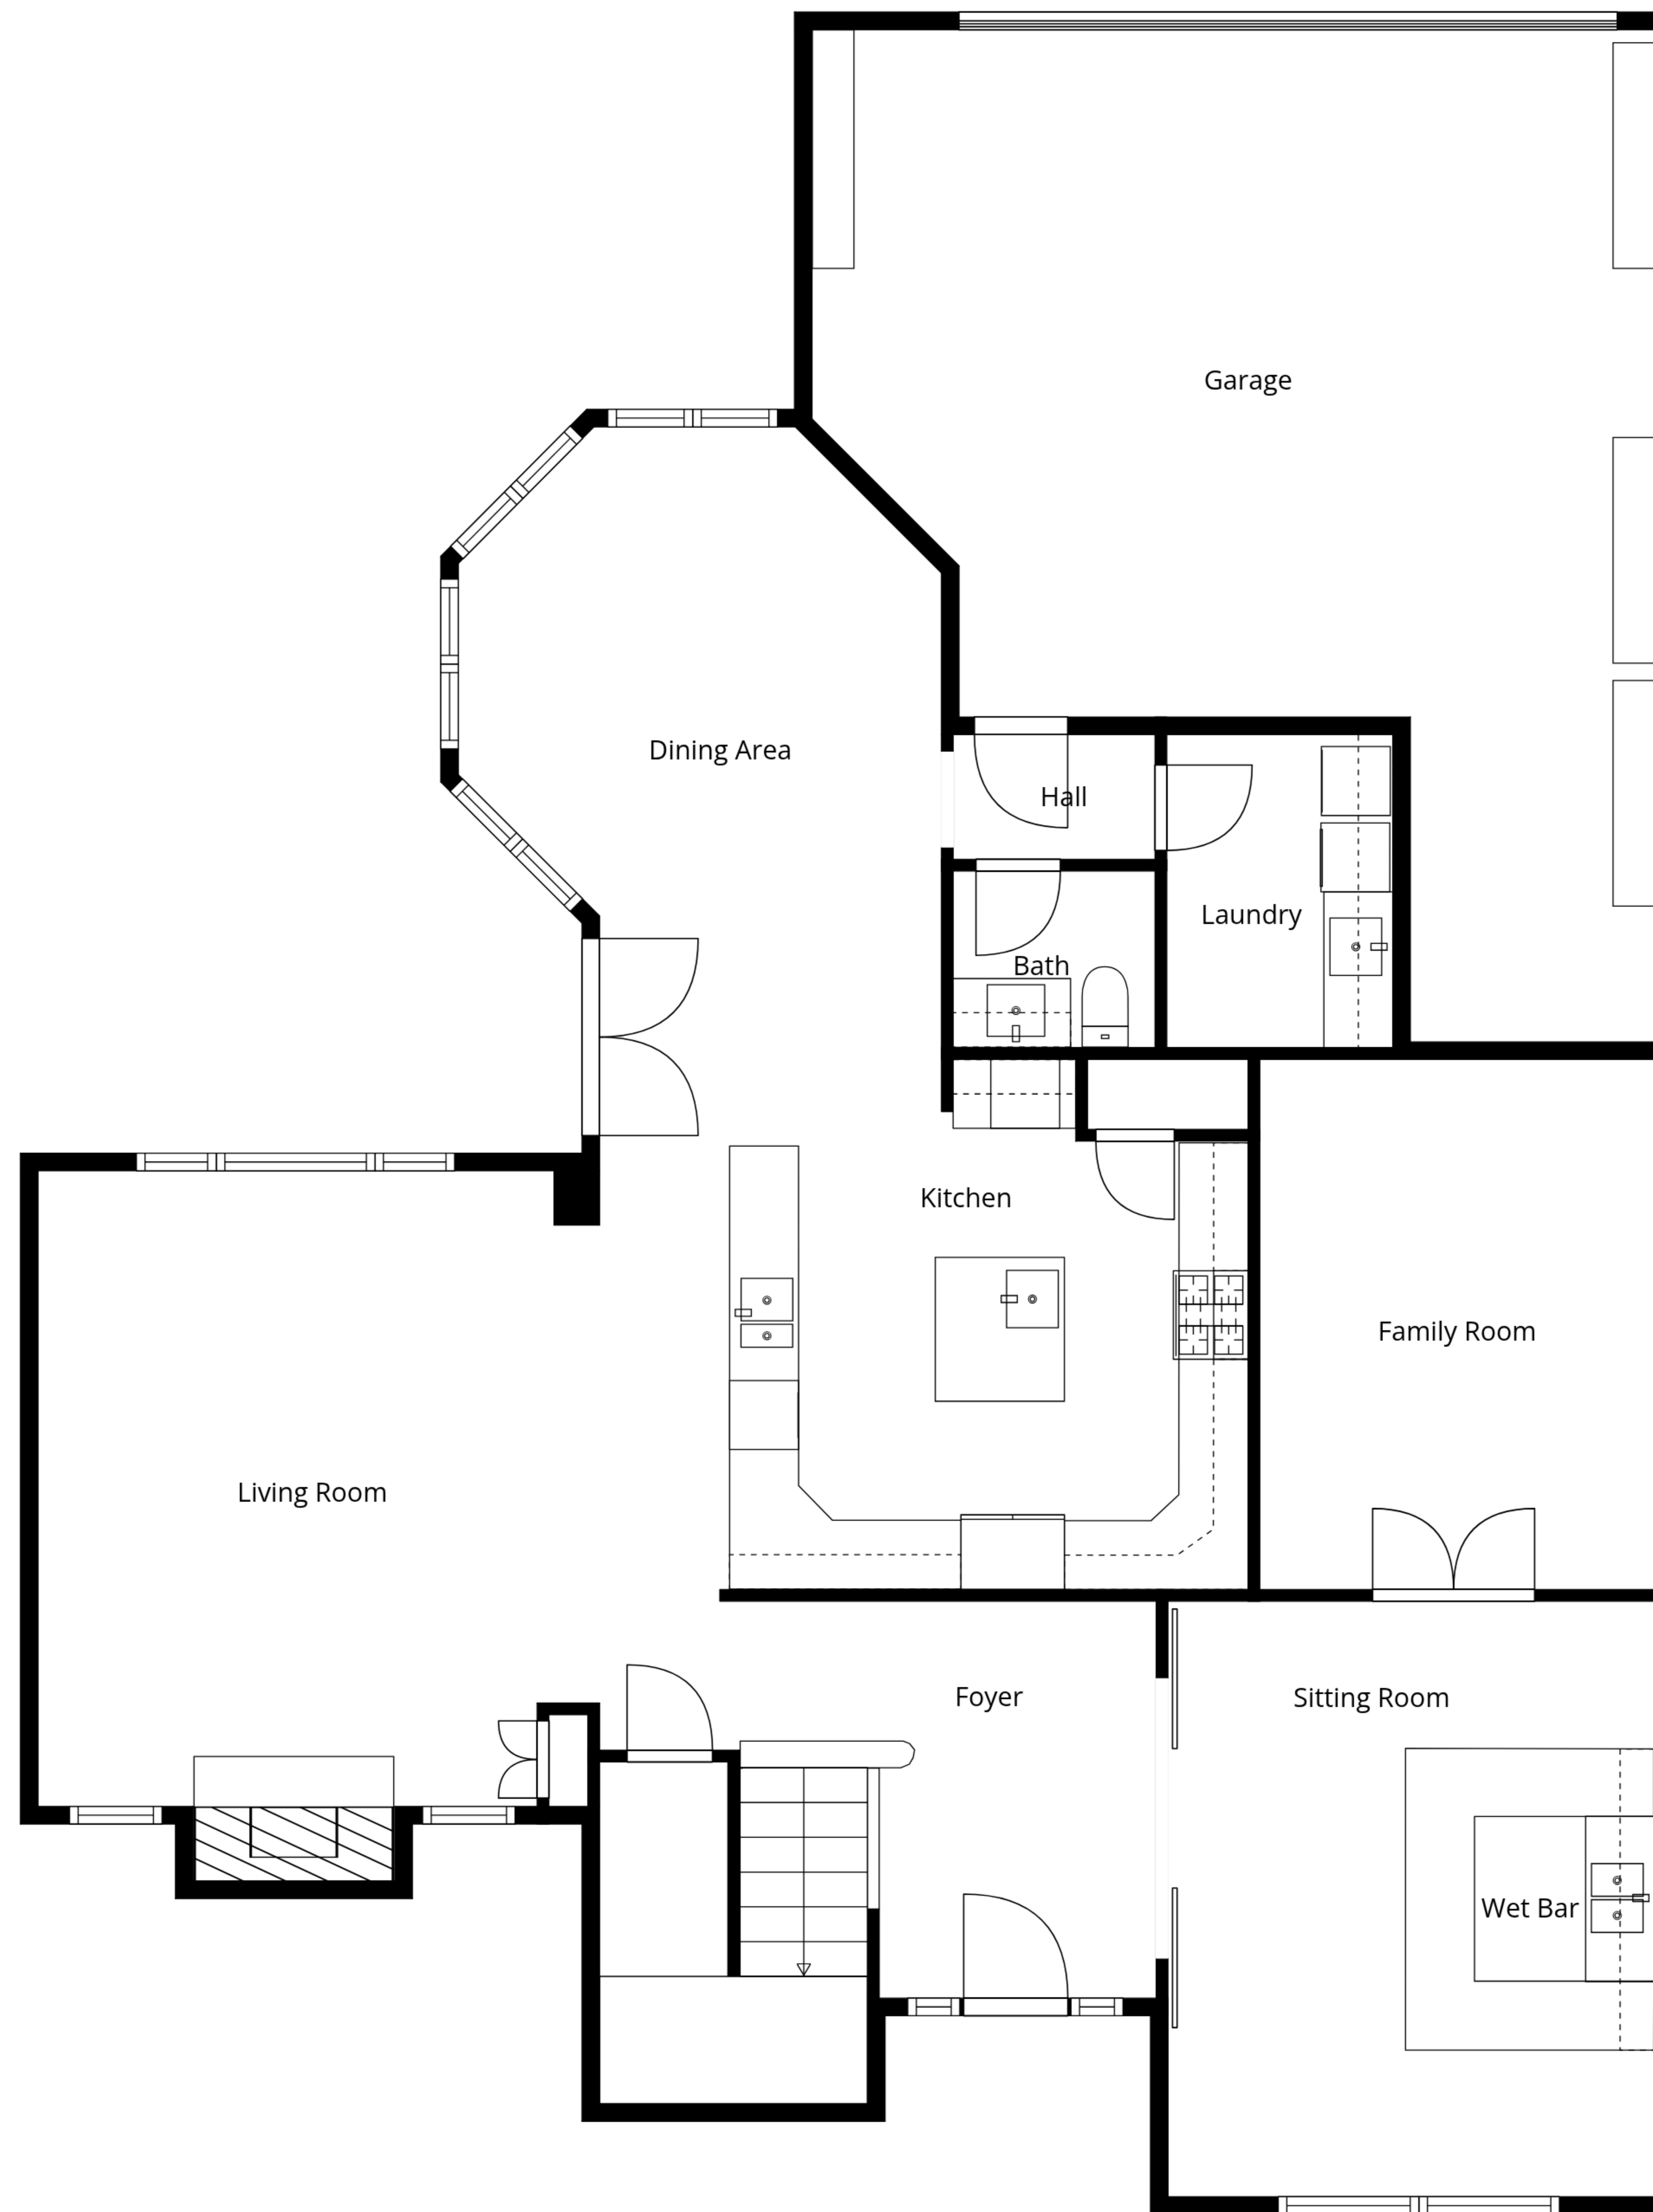 Garage
Dining Area
Hall
Laundry
Bath
Kitchen
Family Room
Living Room
Foyer
Sitting Room
Wet Bar